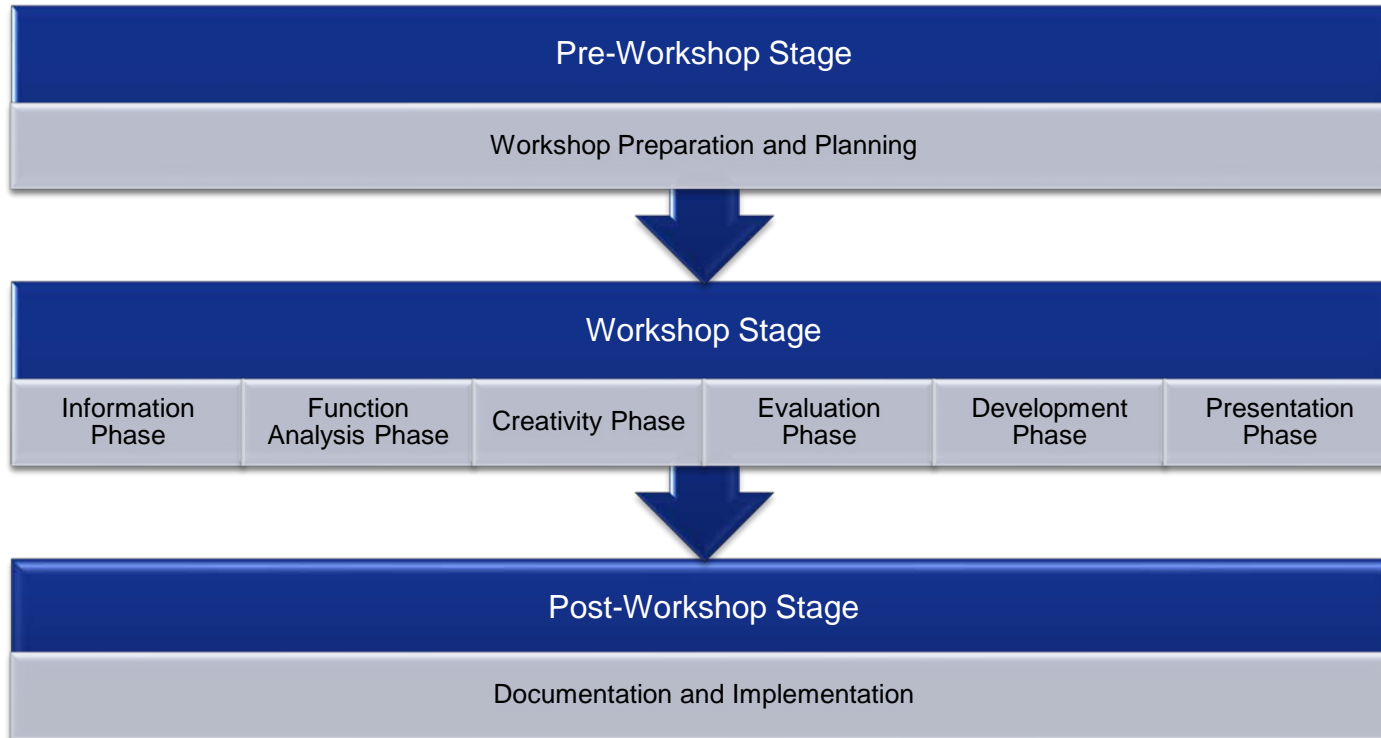 Pre-Workshop Stage
Workshop Preparation and Planning
Workshop Stage
Information
Phase
Function
Analysis Phase
Creativity Phase
Evaluation
Phase
Development
Phase
Presentation
Phase
Post-Workshop Stage
Documentation and Implementation